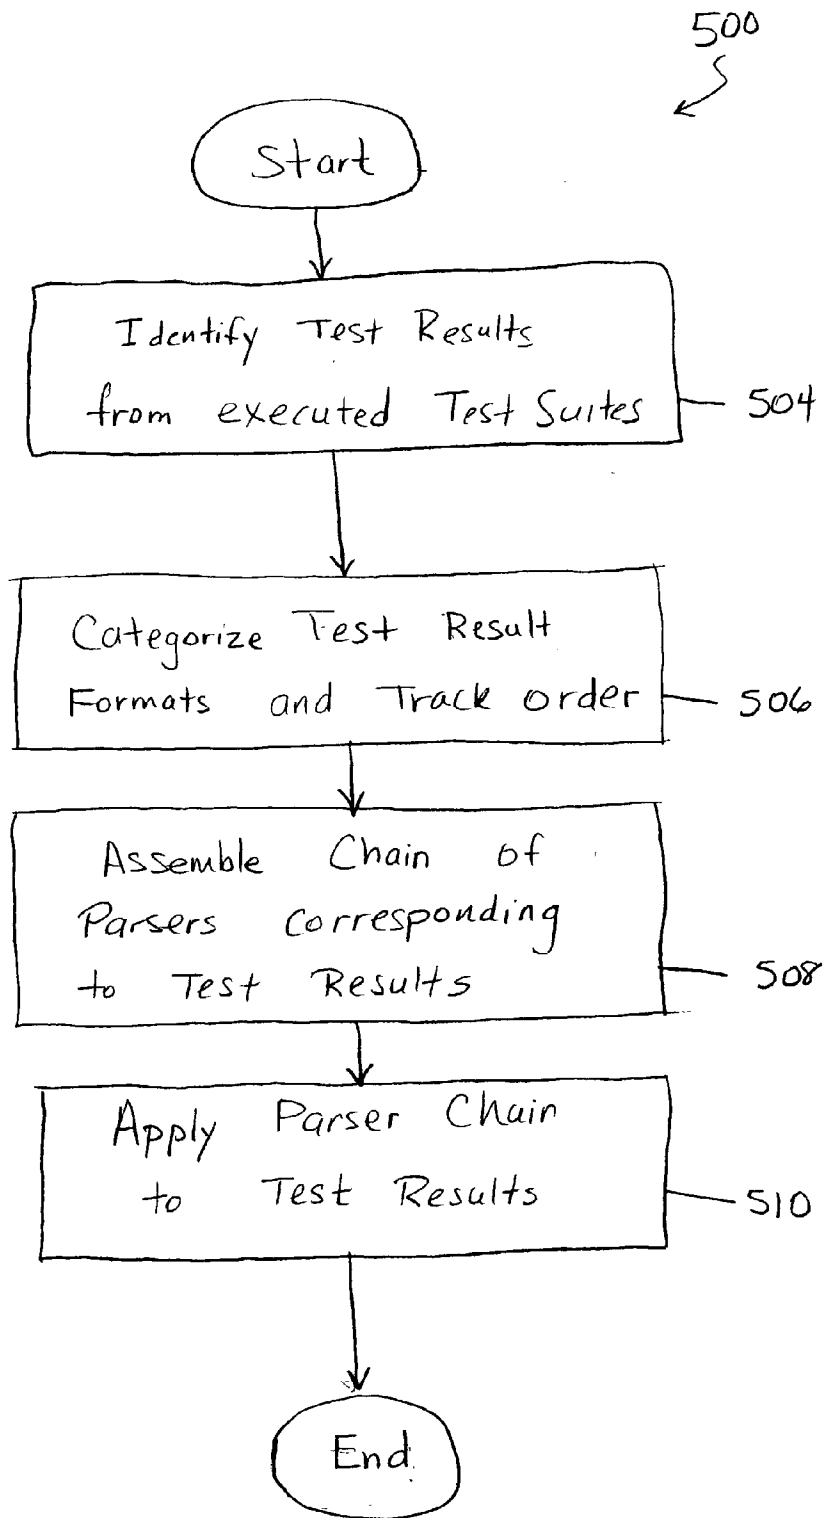 500
Start
Identify Test Results
from executed Test Suites
504
Categorize Test Result
Formats and Track order
506
Assemble Chain of
Parsers Corresponding
to Test Results
508
Apply Parser Chain
to Test Results
510
End